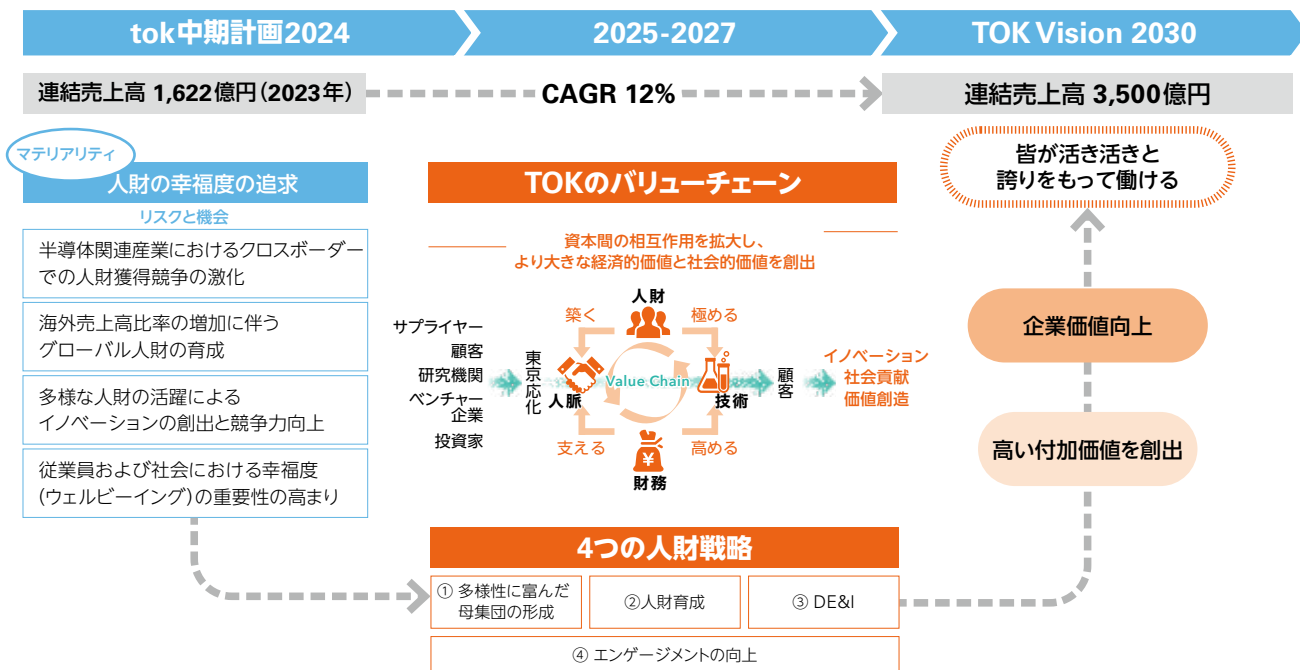 tok中期計画2024
2025-2027
TOK Vision 2030
連結売上高 1,622億円（2023年）
CAGR 12%
連結売上高 3,500億円
マテリアリティ
人財の幸福度の追求
リスクと機会
半導体関連産業におけるクロスボーダー
での人財獲得競争の激化
海外売上高比率の増加に伴う
グローバル人財の育成
多様な人財の活躍による
イノベーションの創出と競争力向上
従業員および社会における幸福度
(ウェルビーイング)の重要性の高まり
TOKのバリューチェーン
資本間の相互作用を拡大し、
より大きな経済的価値と社会的価値を創出
サプライヤー
顧客
研究機関
ベンチャー
企業
投資家
東京応化
人財
築く
極める
人脈
Value Chain
技術
支える
高める
財務
顧客
イノベーション
社会貢献
価値創造
4つの人財戦略
① 多様性に富んだ
母集団の形成
②人財育成
③ DE&I
④ エンゲージメントの向上
皆が活き活きと
誇りをもって働ける
企業価値向上
高い付加価値を創出